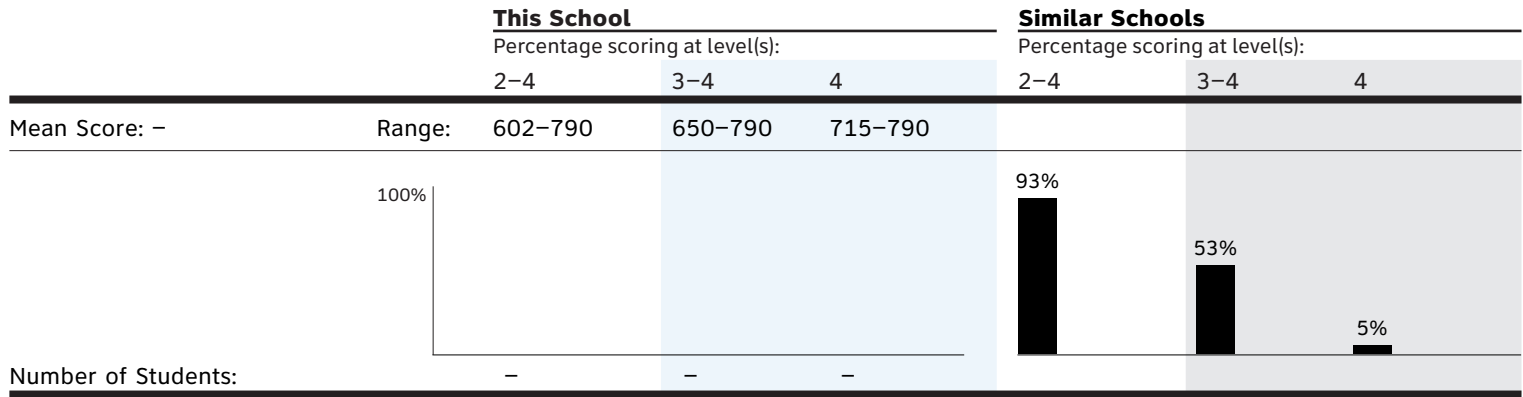 This School Similar Schools
Percentage scoring at level(s): Percentage scoring at level(s):
2–4 3–4 4 2–4 3–4 4
Mean Score: – Range: 602–790 650–790 715–790
93%
100%
53%
5%
Number of Students: – – –